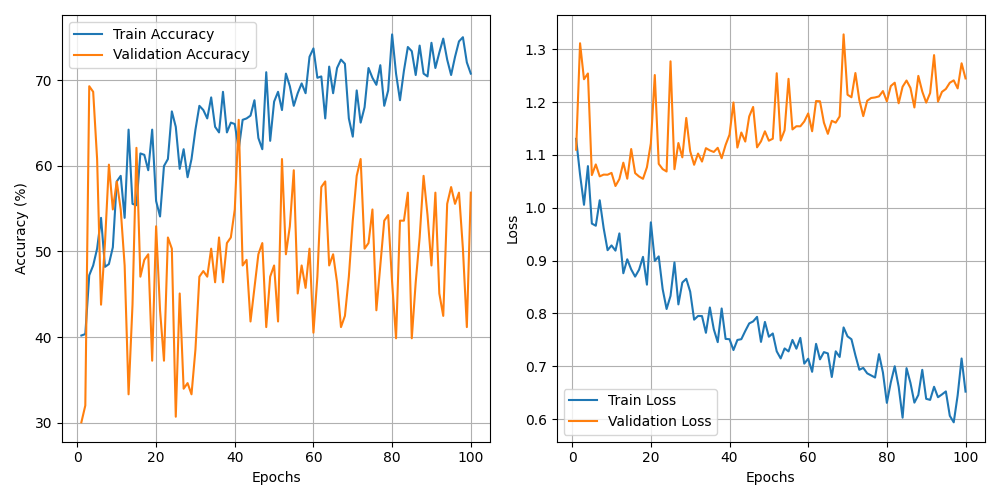 Train Accuracy
Validation Accuracy
Accuracy (%)
70
60
50
40
30
0 20 40 60 80 100
Epochs
Loss
1.3
1.2
1.1
1.0
0.9
0.8
0.7
0.6
Train Loss
Validation Loss
0 20 40 60 80 100
Epochs